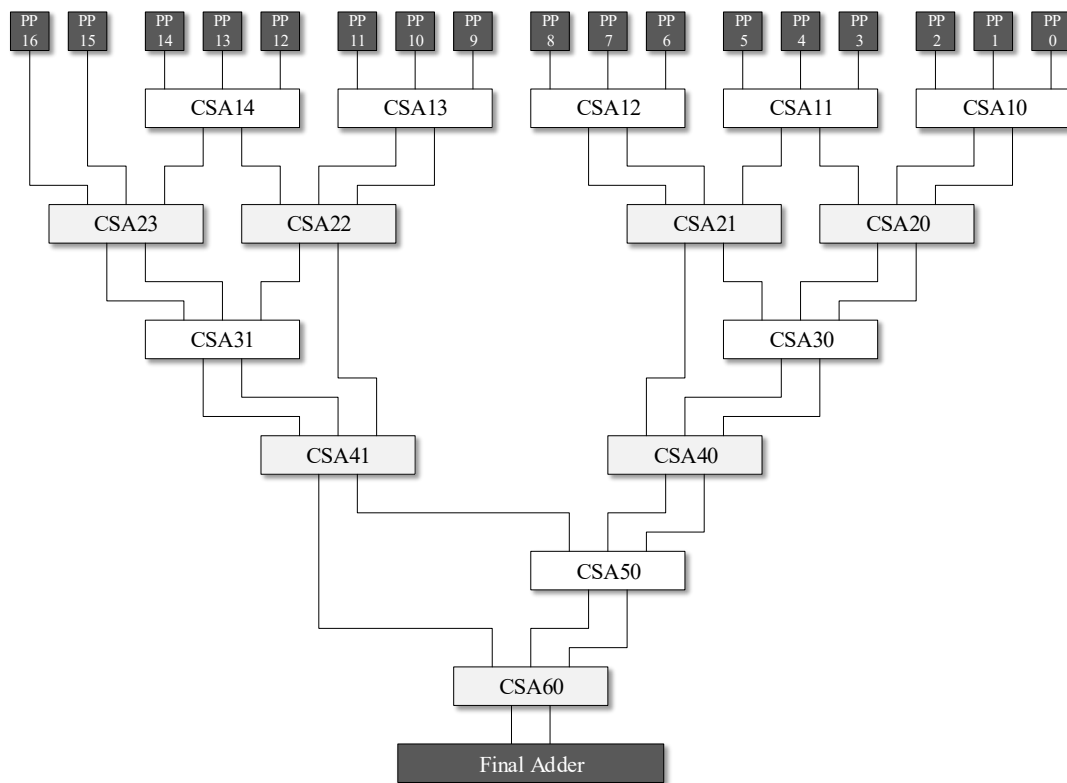 PP
16
PP
15
PP
14
PP
13
PP
12
PP
11
PP
10
PP
9
PP
8
PP
7
PP
6
PP
5
PP
4
PP
3
PP
2
PP
1
PP
0
CSA14
CSA13
CSA12
CSA11
CSA10
CSA23
CSA22
CSA21
CSA20
CSA31
CSA30
CSA41
CSA40
CSA50
CSA60
Final Adder